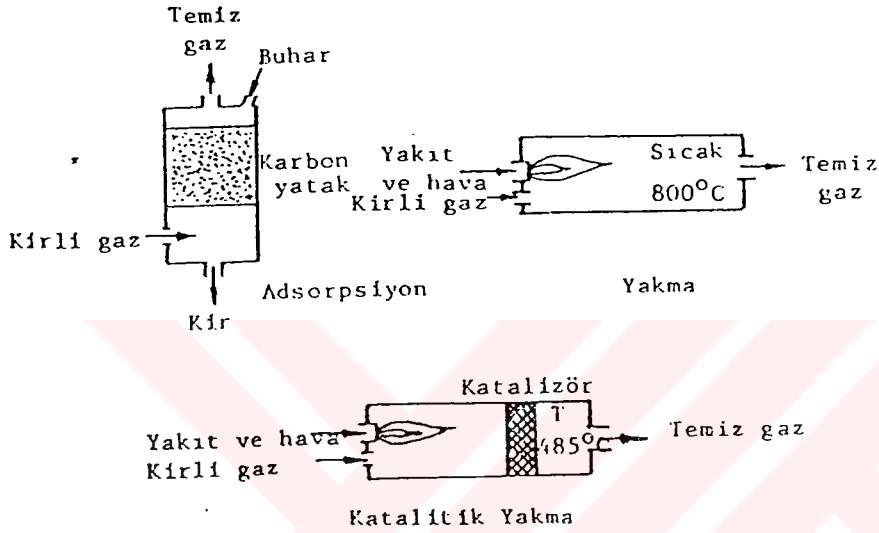 Temiz
gaz
Buhar
Karbon
yatak
Kirli gaz
Kir
Adsorpsiyon
Yakıt
ve hava
Kirli gaz
Sıcak
800°C
Temiz
gaz
Yakma
Katalizör
T
485°
Yakıt ve hava
Kirli gaz
Temiz gaz
Katalitik Yakma